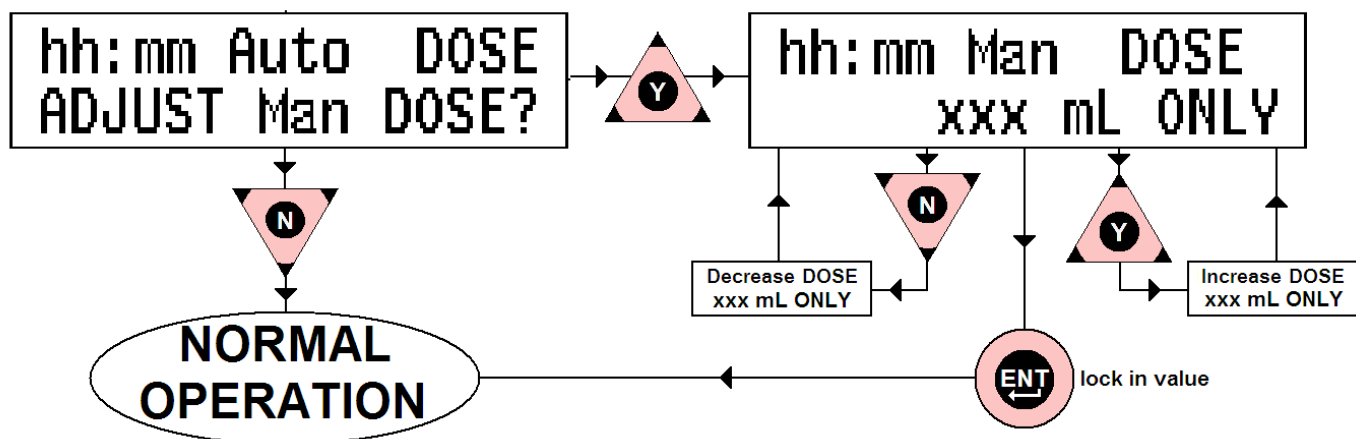 hh:mm Auto DOSE
ADJUST Man DOSE?
Y
hh:mm Man DOSE
xxx mL ONLY
N
N
Y
Decrease DOSE
xxx mL ONLY
Increase DOSE
xxx mL ONLY
NORMAL
OPERATION
ENT
lock in value